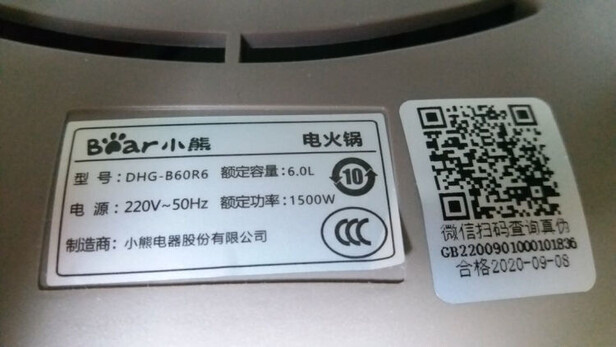 Bear小熊 电火锅
型 号：DHG-B60R6 额定容量：6.0L
电 源：220V~50Hz 额定功率：1500W
制造商：小熊电器股份有限公司
10
CCC
微信扫码查询真伪
GB2200901000101836
合格2020-09-08